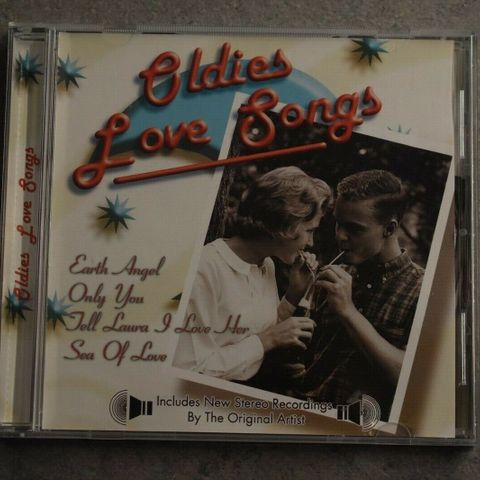 Oldies
Love Songs
Oldies Love Songs
Earth Angel
Only You
Tell Laura I Love Her
Sea Of Love
Includes New Stereo Recordings
By The Original Artist